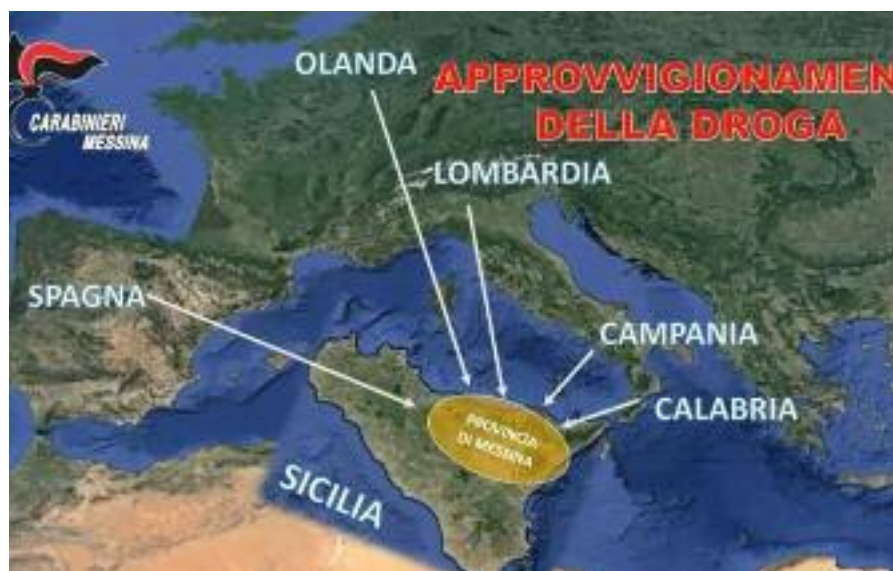 OLANDA
APPROVVIGIONAMEN
DELLA DROGA
CARABINIERI
MESSINA
LOMBARDIA
SPAGNA
CAMPANIA
CALABRIA
PROVINCIA
DI MESSINA
SICILIA